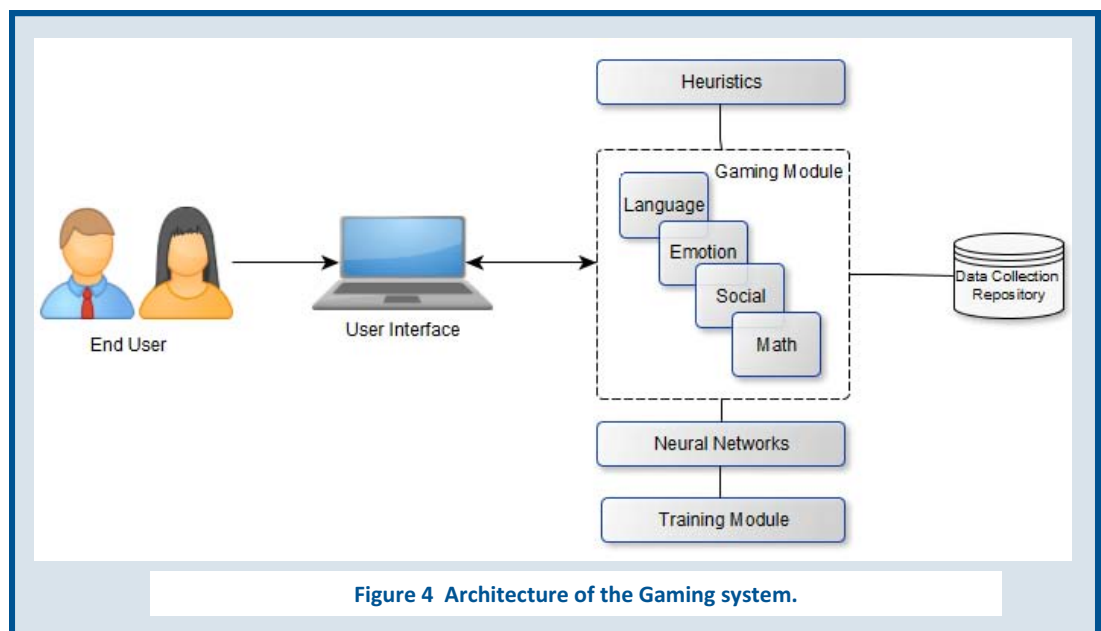 Heuristics
Gaming Module
Language
Emotion
Social
Math
Data Collection
Repository
End User
User Interface
Neural Networks
Training Module
Figure 4 Architecture of the Gaming system.